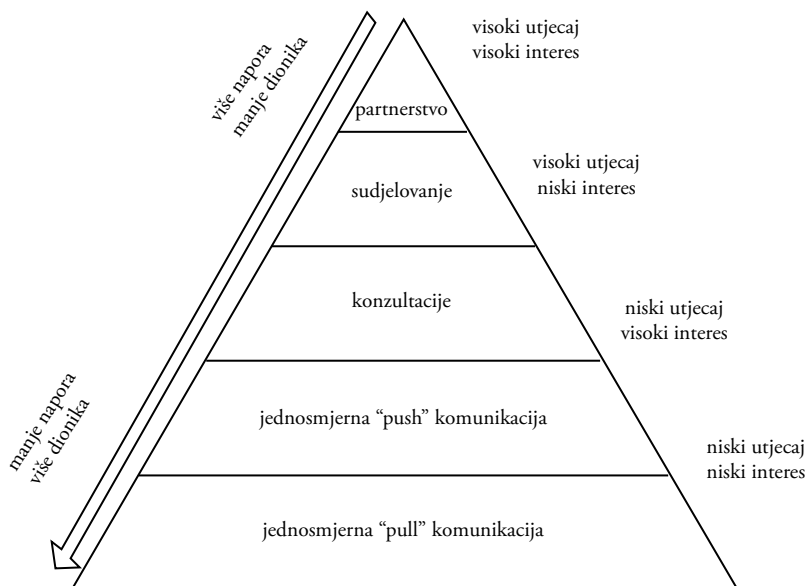 visoki utjecaj
visoki interes
više napora
manje dionika
partnerstvo
visoki utjecaj
niski interes
sudjelovanje
konzultacije
niski utjecaj
visoki interes
manje napora
više dionika
jednosmjerna “push” komunikacija
niski utjecaj
niski interes
jednosmjerna “pull” komunikacija